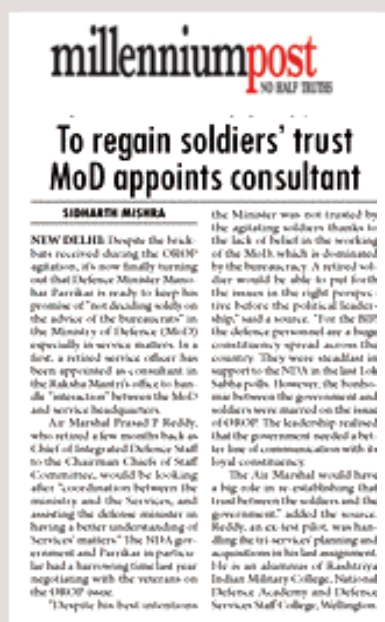 millenniumpost
NO HALF TRUTHS
To regain soldiers' trust
MoD appoints consultant
SIDHARTH MISHRA
NEW DELHI: Despite the brick-
bats received during the OROP
agitation, it's now finally turning
out that Defence Minister Mano-
har Parrikar is ready to keep his
promise of "not deciding solely on
the advice of the bureaucrats" in
the Ministry of Defence (MoD)
especially in service matters. In a
first, a retired service officer has
been appointed as consultant in
the Raksha Mantri's office to han-
dle "interaction" between the MoD
and service headquarters.
Air Marshal Prasad P Reddy,
who retired a few months back as
Chief of Integrated Defence Staff
to the Chairman Chiefs of Staff
Committee, would be looking
after "coordination between the
ministry and the Services, and
assisting the defense minister in
having a better understanding of
Services' matters." The NDA gov-
ernment and Parrikar in particu-
lar had a harrowing time last year
negotiating with the veterans on
the OROP issue.
"Despite his best intentions
the Minister was not trusted by
the agitating soldiers thanks to
the lack of belief in the working
of the MoD, which is dominated
by the bureaucracy. A retired sol-
dier would be able to put forth
the issues in the right perspec-
tive before the political leader-
ship," said a source. "For the BJP,
the defence personnel are a huge
constituency spread across the
country. They were steadfast in
support to the NDA in the last Lok
Sabha polls. However, the bonho-
mie between the government and
soldiers were marred on the issue
of OROP. The leadership realised
that the government needed a bet-
ter line of communication with its
loyal constituency.
The Air Marshal would have
a big role in re-establishing that
trust between the soldiers and the
government." added the source.
Reddy, an ex-test pilot, was han-
dling the tri-services' planning and
acquisitions in his last assignment.
He is an alumnus of Rashtriya
Indian Military College, National
Defence Academy and Defence
Services Staff College, Wellington.